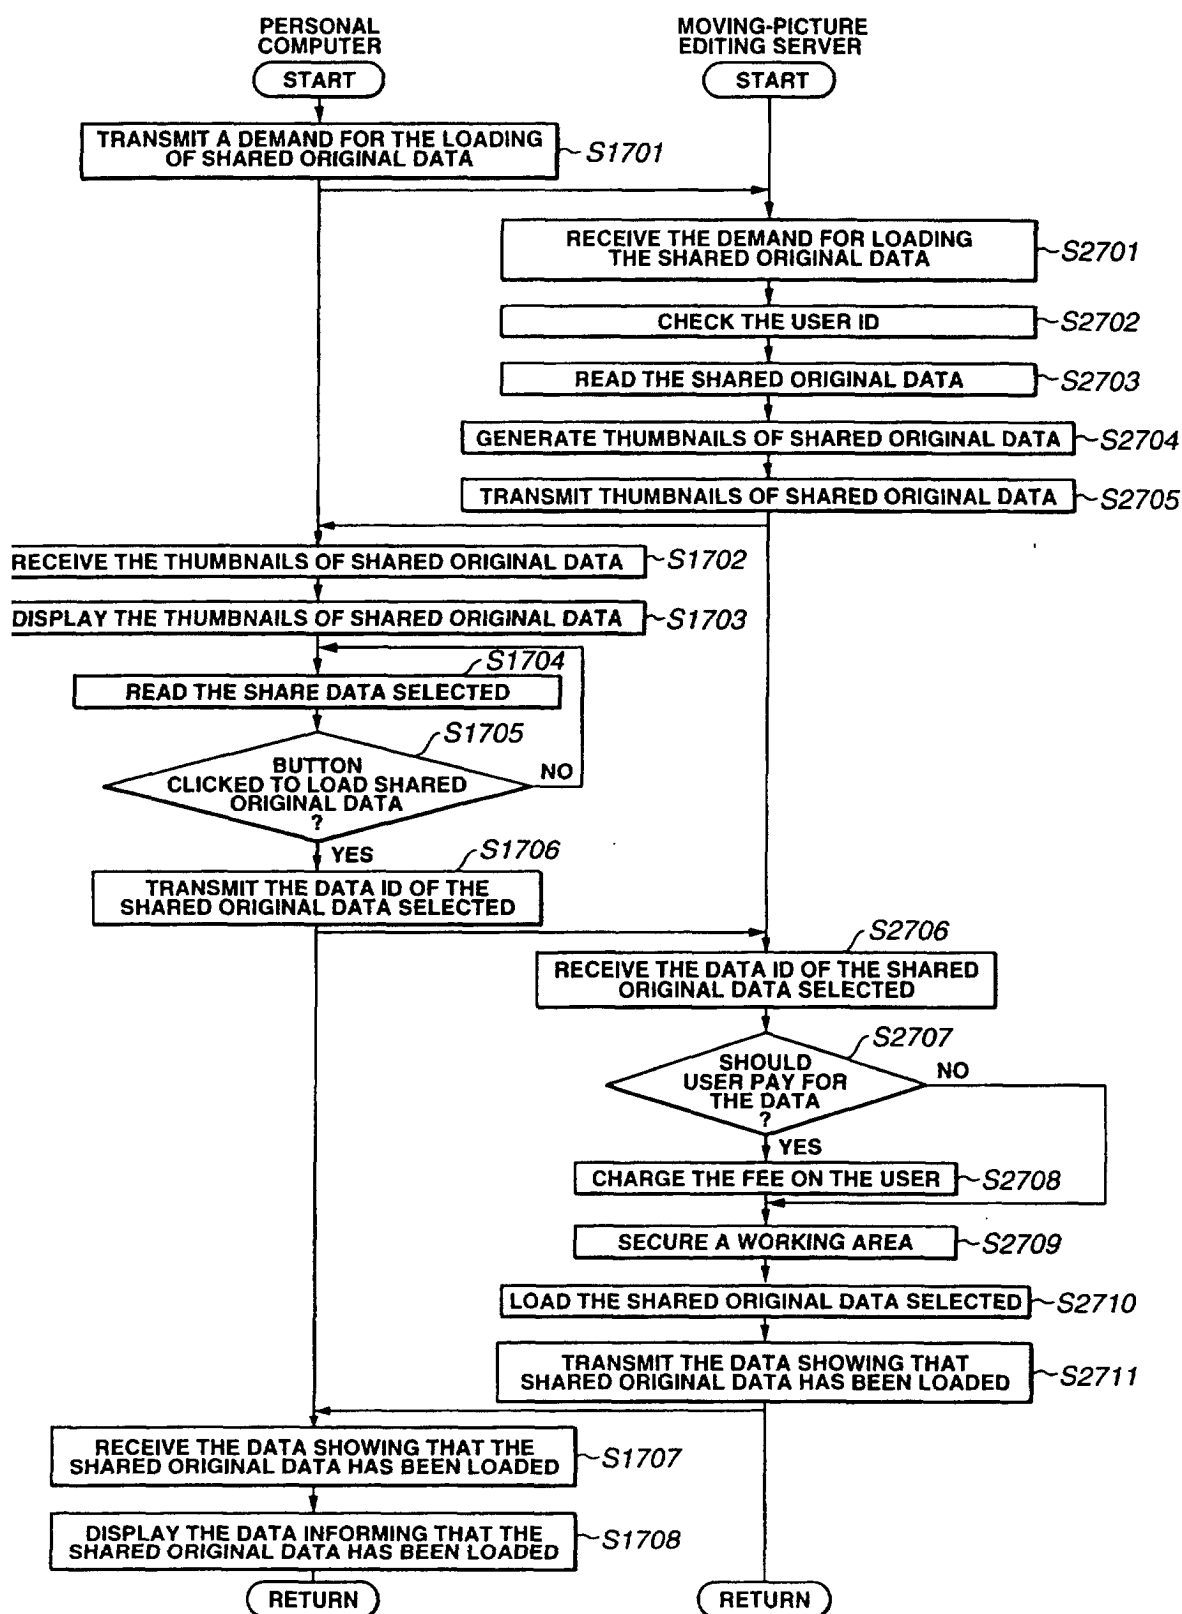 PERSONAL
COMPUTER
MOVING-PICTURE
EDITING SERVER
START
START
TRANSMIT A DEMAND FOR THE LOADING
OF SHARED ORIGINAL DATA
S1701
RECEIVE THE DEMAND FOR LOADING
THE SHARED ORIGINAL DATA
S2701
CHECK THE USER ID
S2702
READ THE SHARED ORIGINAL DATA
S2703
GENERATE THUMBNAILS OF SHARED ORIGINAL DATA
S2704
TRANSMIT THUMBNAILS OF SHARED ORIGINAL DATA
S2705
RECEIVE THE THUMBNAILS OF SHARED ORIGINAL DATA
S1702
DISPLAY THE THUMBNAILS OF SHARED ORIGINAL DATA
S1703
S1704
READ THE SHARE DATA SELECTED
S1705
BUTTON
CLICKED TO LOAD SHARED
ORIGINAL DATA
?
NO
YES
S1706
TRANSMIT THE DATA ID OF THE
SHARED ORIGINAL DATA SELECTED
S2706
RECEIVE THE DATA ID OF THE SHARED
ORIGINAL DATA SELECTED
S2707
SHOULD
USER PAY FOR
THE DATA
?
NO
YES
CHARGE THE FEE ON THE USER
S2708
SECURE A WORKING AREA
S2709
LOAD THE SHARED ORIGINAL DATA SELECTED
S2710
TRANSMIT THE DATA SHOWING THAT
SHARED ORIGINAL DATA HAS BEEN LOADED
S2711
RECEIVE THE DATA SHOWING THAT THE
SHARED ORIGINAL DATA HAS BEEN LOADED
S1707
DISPLAY THE DATA INFORMING THAT THE
SHARED ORIGINAL DATA HAS BEEN LOADED
S1708
RETURN
RETURN